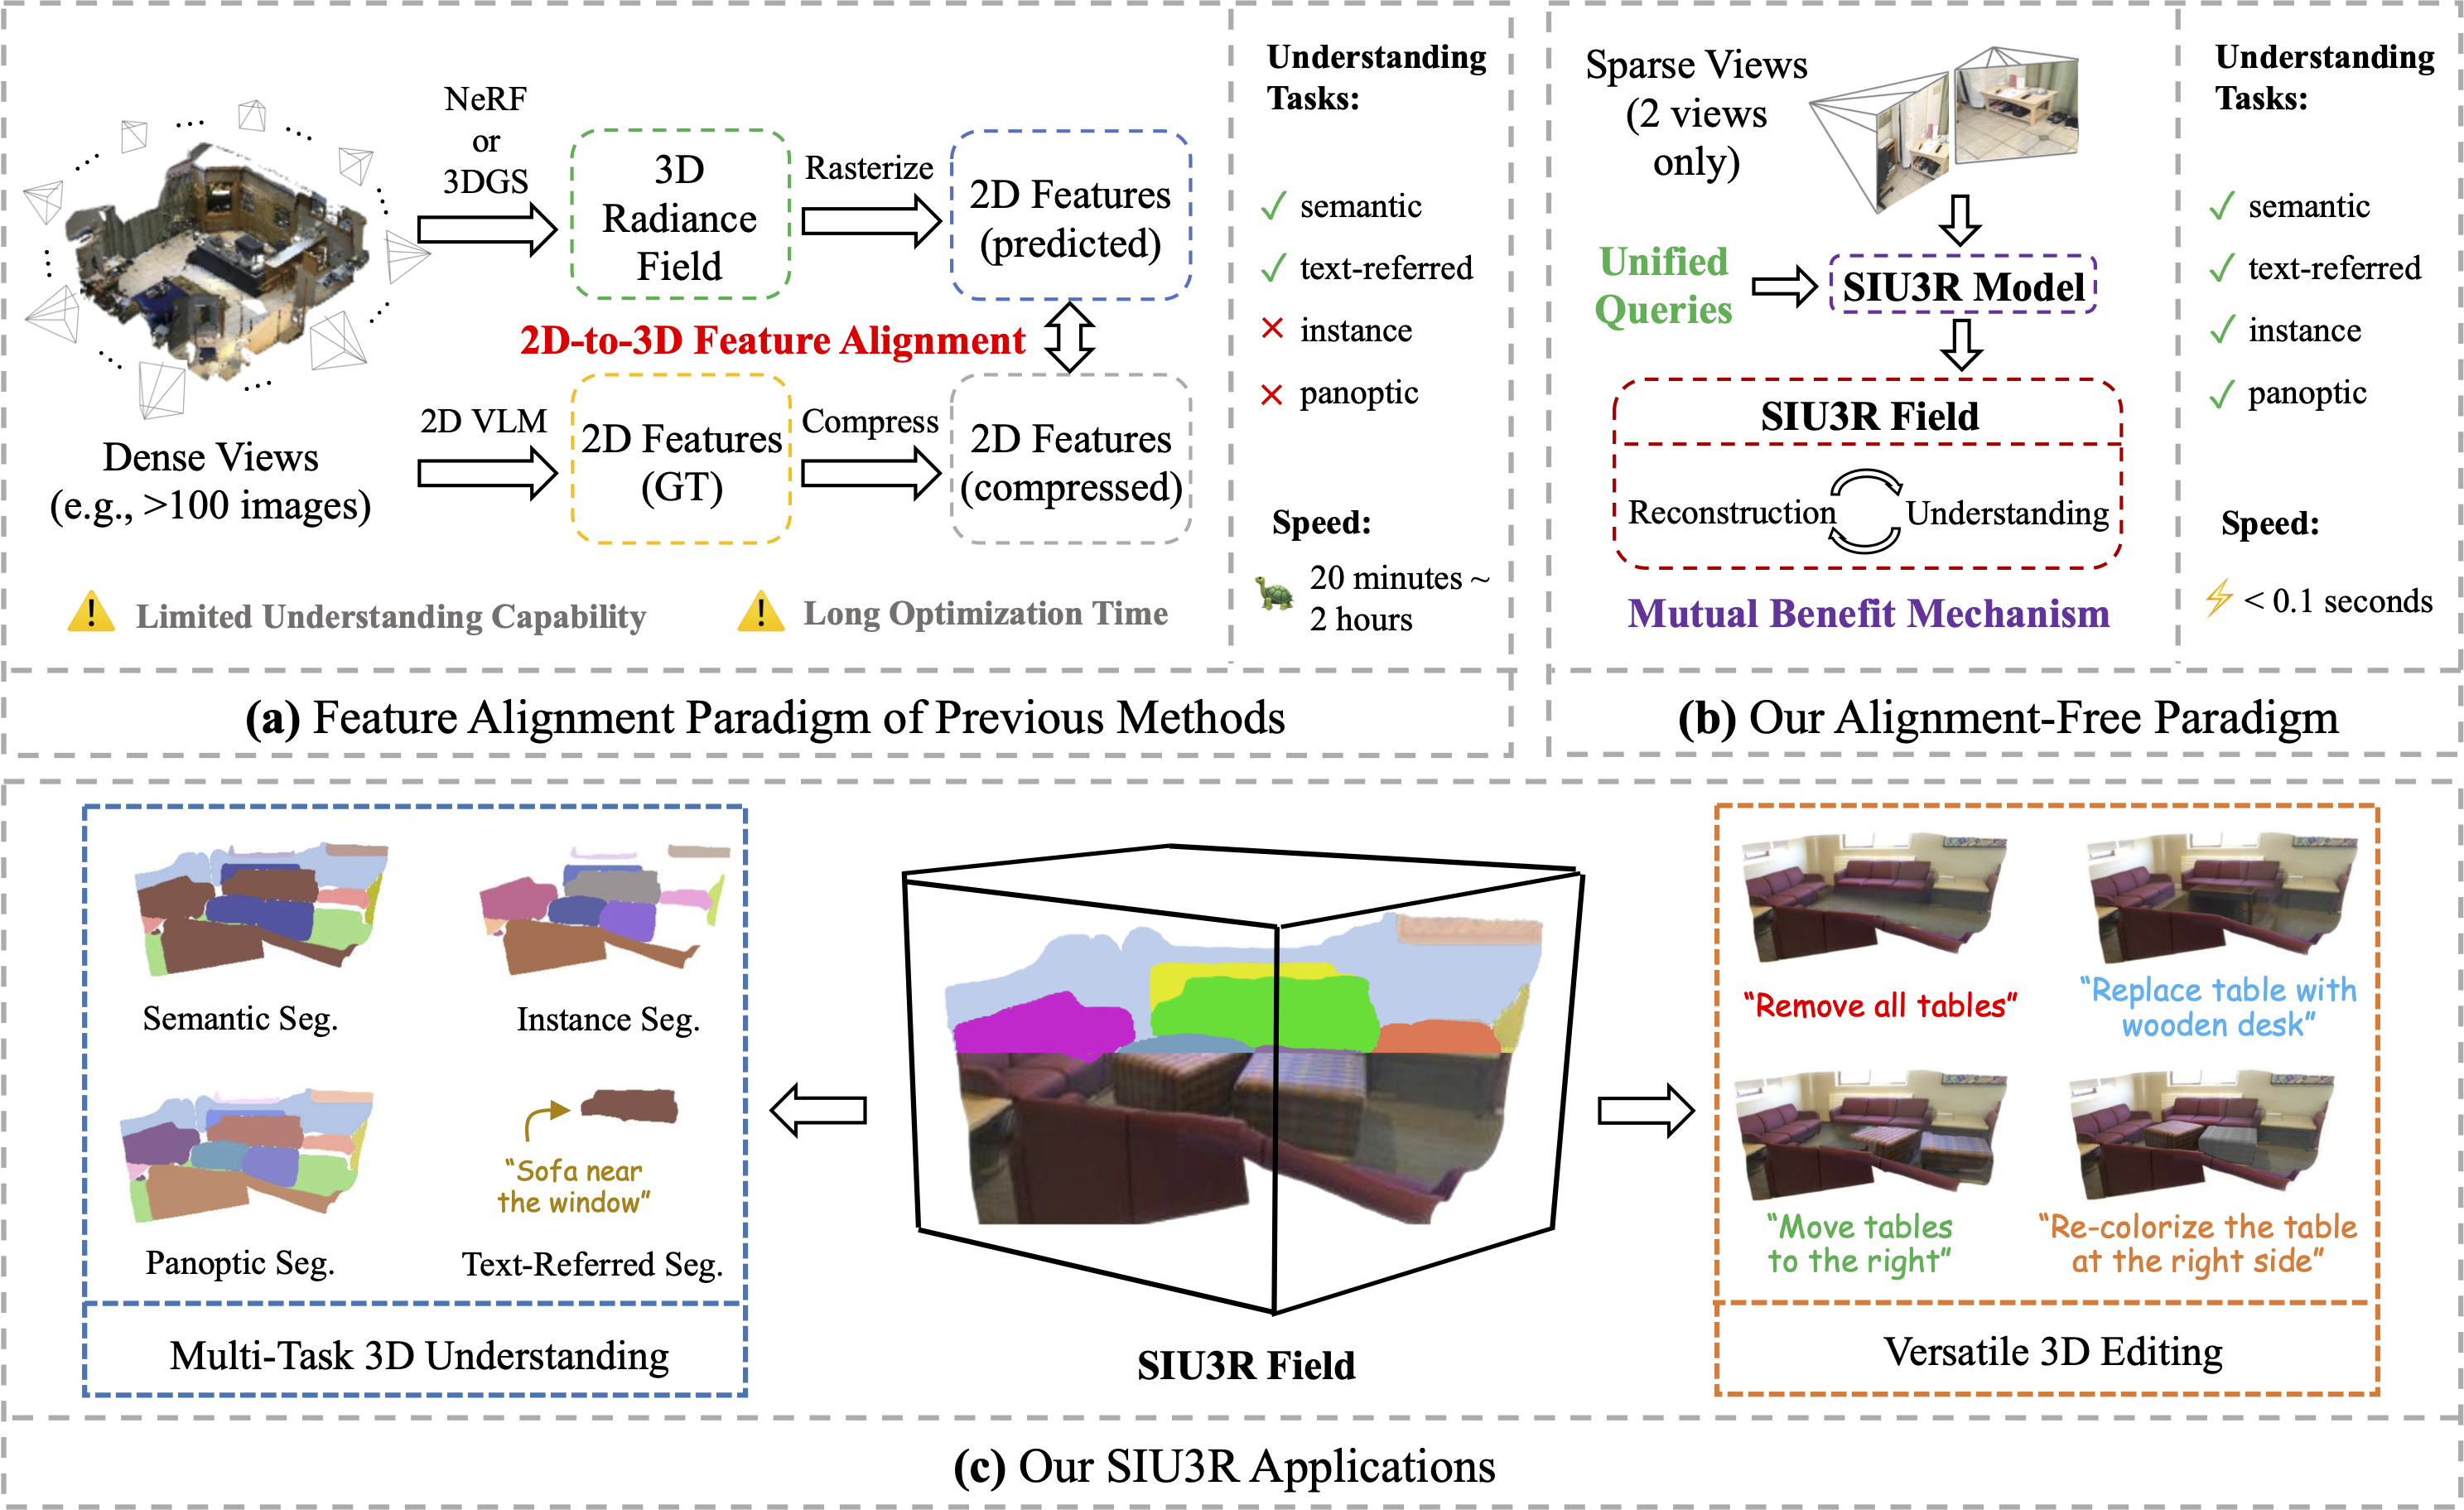 NeRF
or
3DGS
3D
Radiance
Field
Rasterize
2D Features
(predicted)
2D-to-3D Feature Alignment
Dense Views
(e.g., >100 images)
2D VLM
2D Features
(GT)
Compress
2D Features
(compressed)
Limited Understanding Capability
Long Optimization Time
Understanding
Tasks:
semantic
text-referred
instance
panoptic
Speed:
20 minutes ~
2 hours
(a) Feature Alignment Paradigm of Previous Methods
Sparse Views
(2 views
only)
Unified
Queries
SIU3R Model
SIU3R Field
Reconstruction
Understanding
Mutual Benefit Mechanism
Understanding
Tasks:
semantic
text-referred
instance
panoptic
Speed:
< 0.1 seconds
(b) Our Alignment-Free Paradigm
Semantic Seg.
Instance Seg.
Panoptic Seg.
“Sofa near
the window”
Text-Referred Seg.
Multi-Task 3D Understanding
SIU3R Field
“Remove all tables”
“Replace table with
wooden desk”
“Move tables
to the right”
“Re-colorize the table
at the right side”
Versatile 3D Editing
(c) Our SIU3R Applications